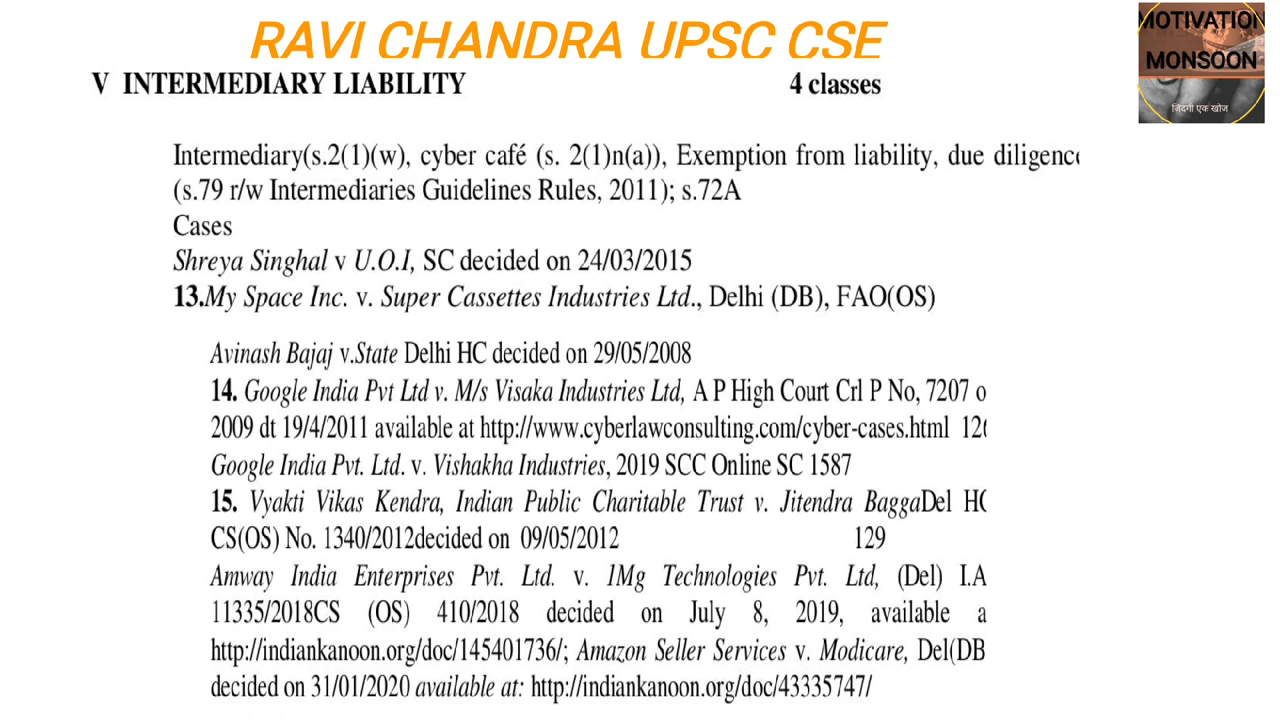 RAVI CHANDRA UPSC CSE
MOTIVATION
MONSOON
जिंदगी एक खोज
V INTERMEDIARY LIABILITY 4 classes
Intermediary(s.2(1)(w), cyber café (s. 2(1)n(a)), Exemption from liability, due diligence
(s.79 r/w Intermediaries Guidelines Rules, 2011); s.72A
Cases
Shreya Singhal v U.O.I, SC decided on 24/03/2015
13.My Space Inc. v. Super Cassettes Industries Ltd., Delhi (DB), FAO(OS)
Avinash Bajaj v.State Delhi HC decided on 29/05/2008
14. Google India Pvt Ltd v. M/s Visaka Industries Ltd, A P High Court Crl P No, 7207 o
2009 dt 19/4/2011 available at http://www.cyberlawconsulting.com/cyber-cases.html 126
Google India Pvt. Ltd. v. Vishakha Industries, 2019 SCC Online SC 1587
15. Vyakti Vikas Kendra, Indian Public Charitable Trust v. Jitendra BaggaDel HC
CS(OS) No. 1340/2012decided on 09/05/2012 129
Amway India Enterprises Pvt. Ltd. v. 1Mg Technologies Pvt. Ltd, (Del) I.A
11335/2018CS (OS) 410/2018 decided on July 8, 2019, available a
http://indiankanoon.org/doc/145401736/; Amazon Seller Services v. Modicare, Del(DB
decided on 31/01/2020 available at: http://indiankanoon.org/doc/43335747/